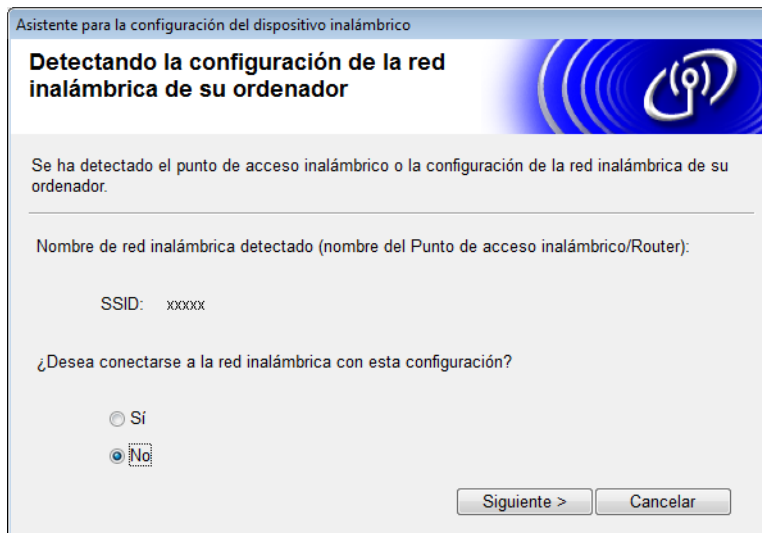 Asistente para la configuración del dispositivo inalámbrico
Detectando la configuración de la red
inalámbrica de su ordenador
Se ha detectado el punto de acceso inalámbrico o la configuración de la red inalámbrica de su
ordenador.
Nombre de red inalámbrica detectado (nombre del Punto de acceso inalámbrico/Router):
SSID: xxxxx
¿Desea conectarse a la red inalámbrica con esta configuración?
Sí
No
Siguiente > Cancelar